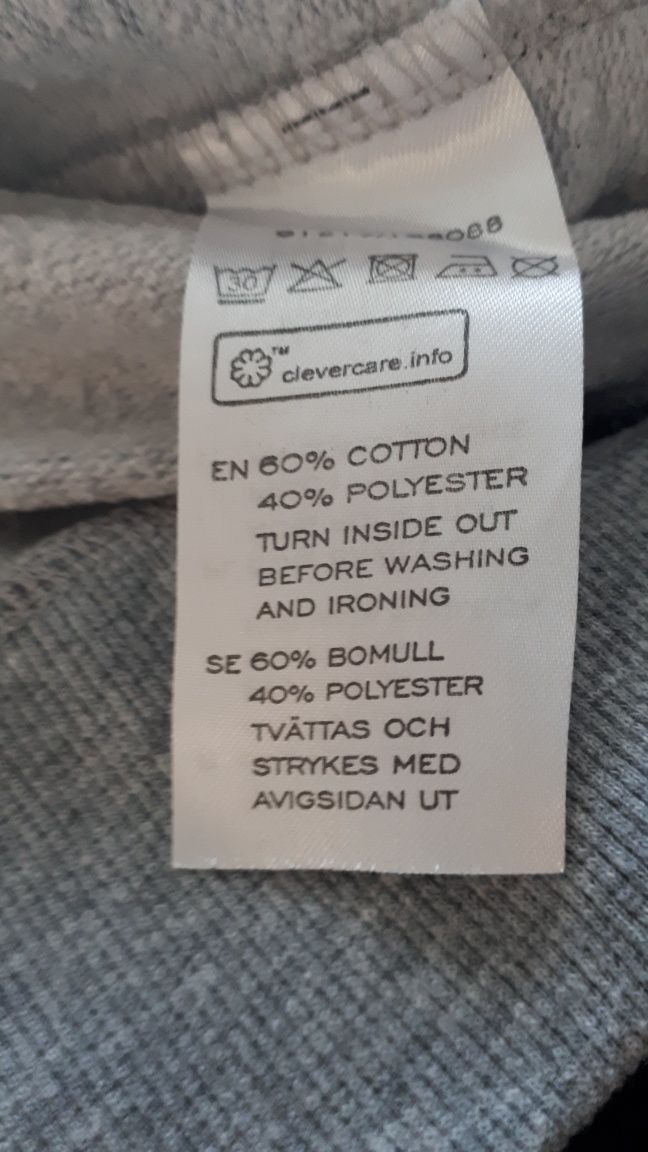 30
TM
clevercare.info
EN 60% COTTON
40% POLYESTER
TURN INSIDE OUT
BEFORE WASHING
AND IRONING
SE 60% BOMULL
40% POLYESTER
TVÄTTAS OCH
STRYKES MED
AVIGSIDAN UT